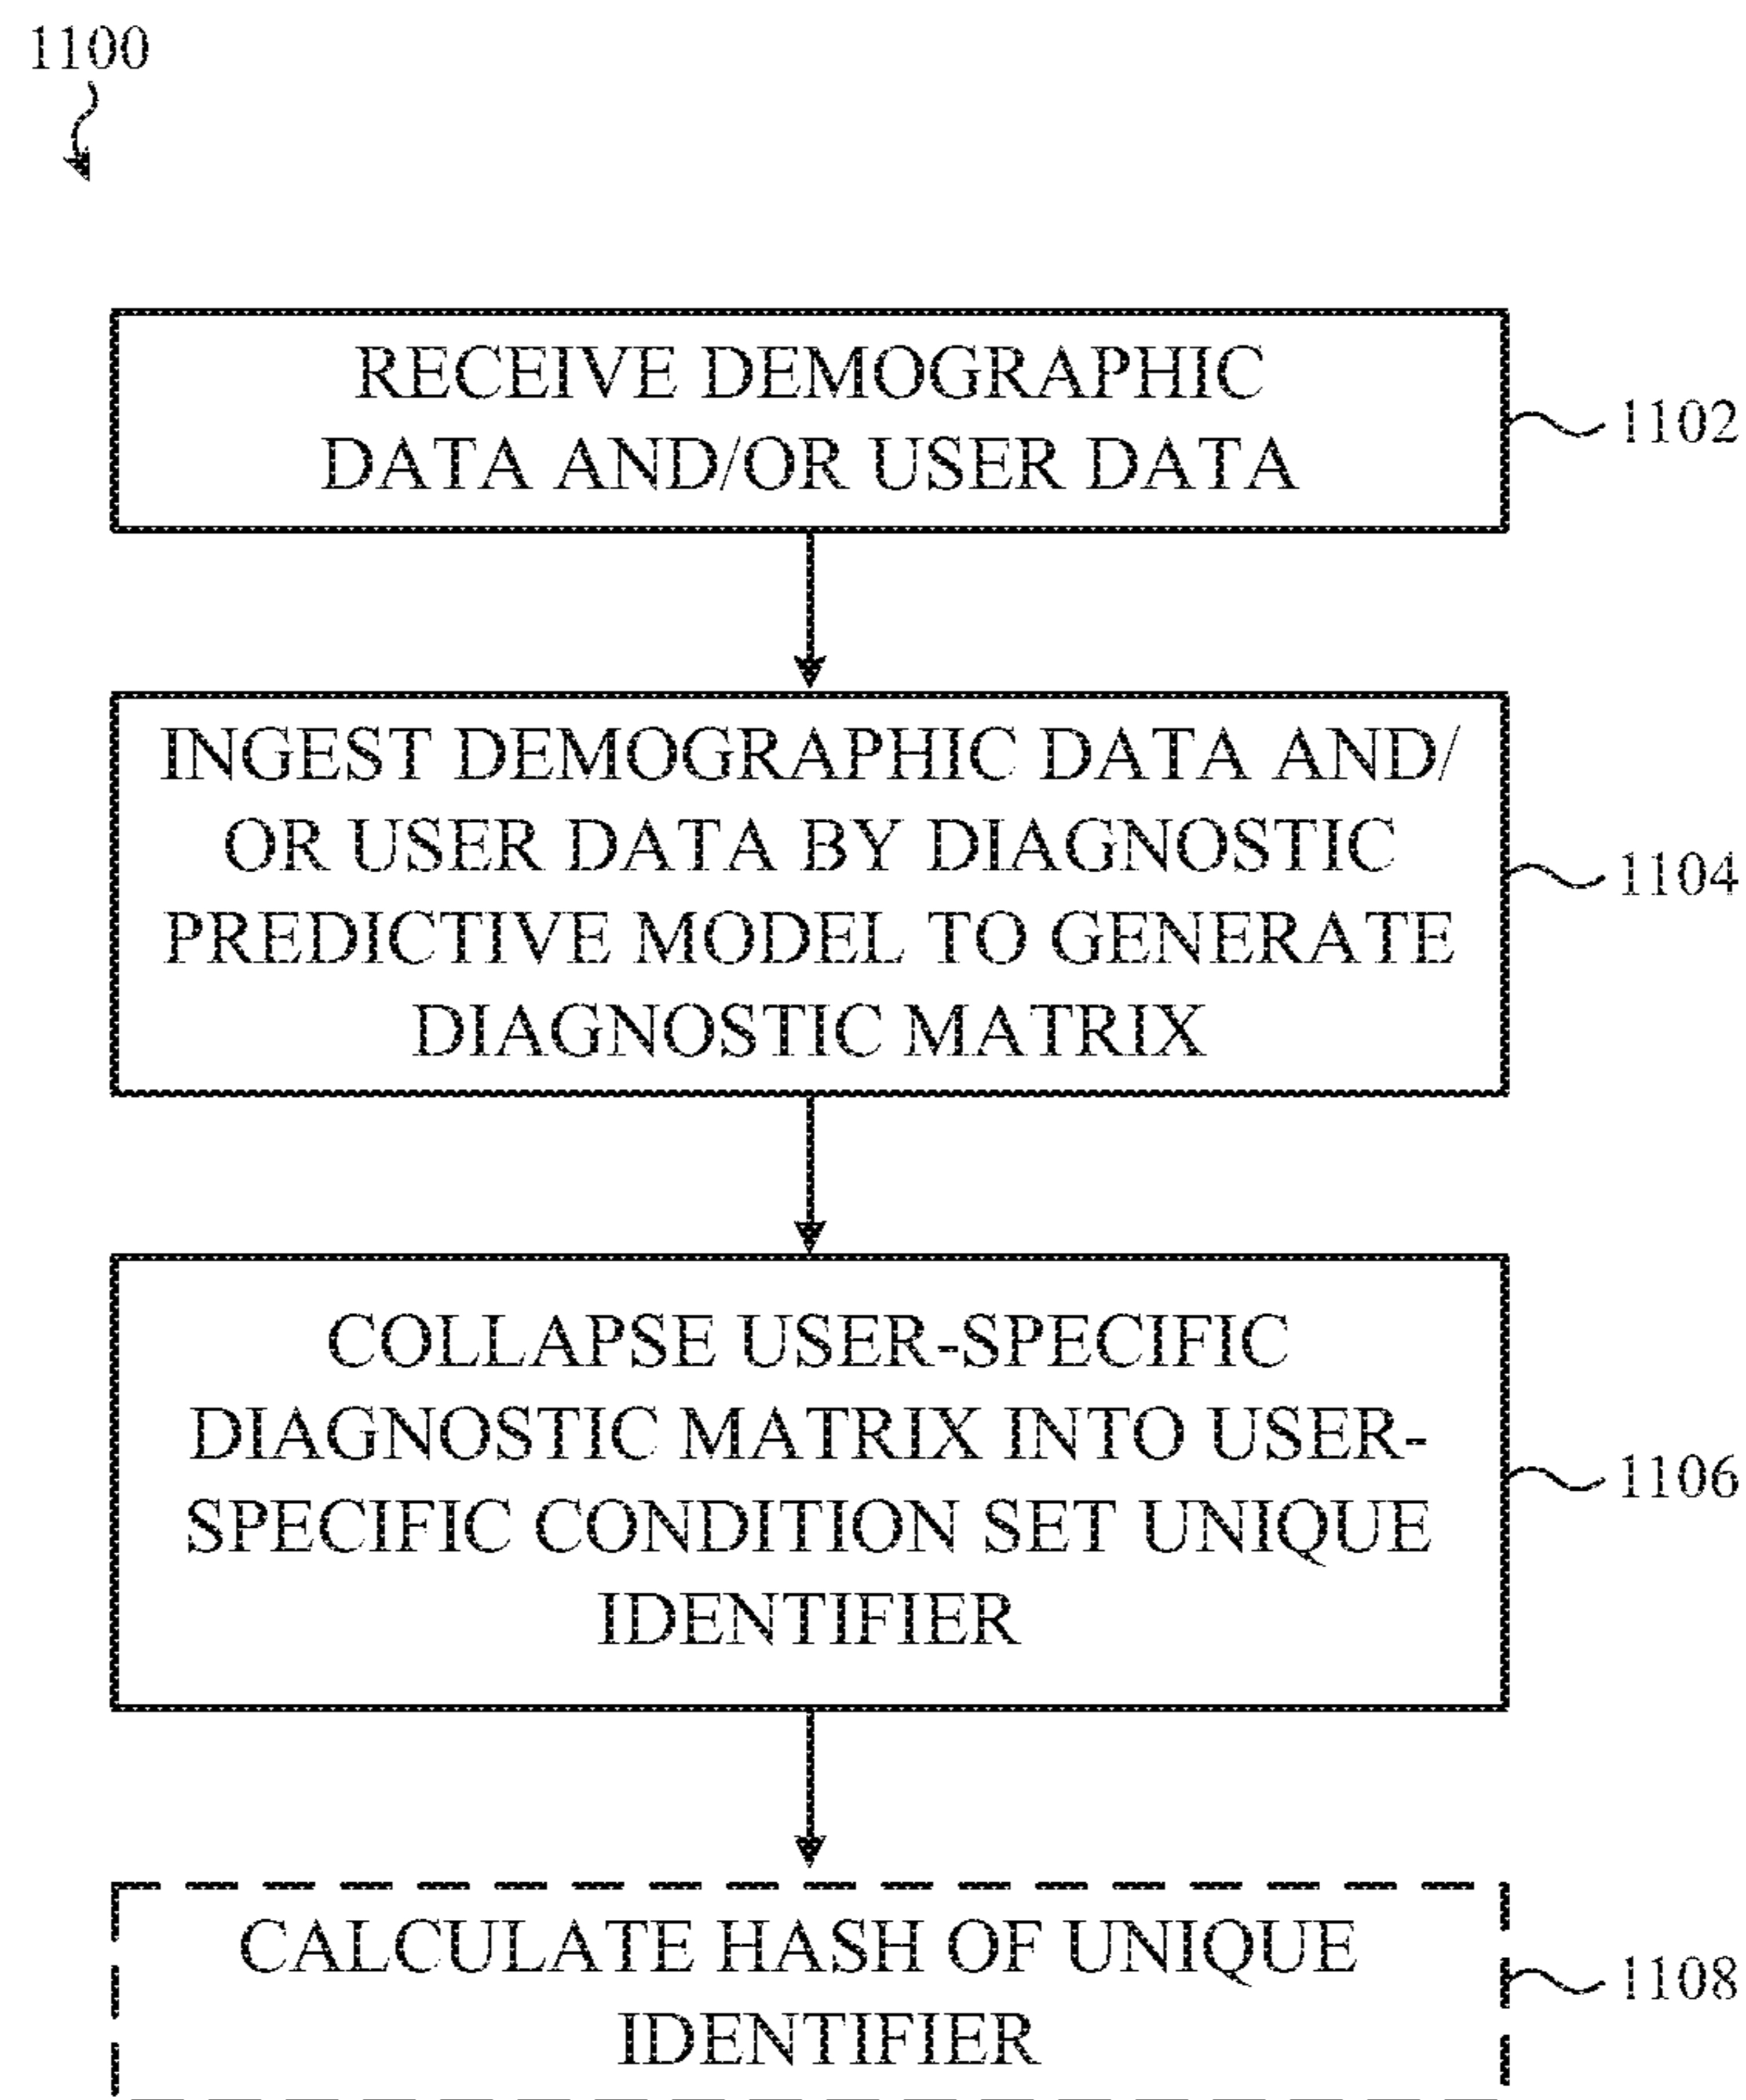 1100
RECEIVE DEMOGRAPHIC
DATA AND/OR USER DATA
1102
INGEST DEMOGRAPHIC DATA AND/
OR USER DATA BY DIAGNOSTIC
PREDICTIVE MODEL TO GENERATE
DIAGNOSTIC MATRIX
1104
COLLAPSE USER-SPECIFIC
DIAGNOSTIC MATRIX INTO USER-
SPECIFIC CONDITION SET UNIQUE
IDENTIFIER
1106
CALCULATE HASH OF UNIQUE
IDENTIFIER
1108